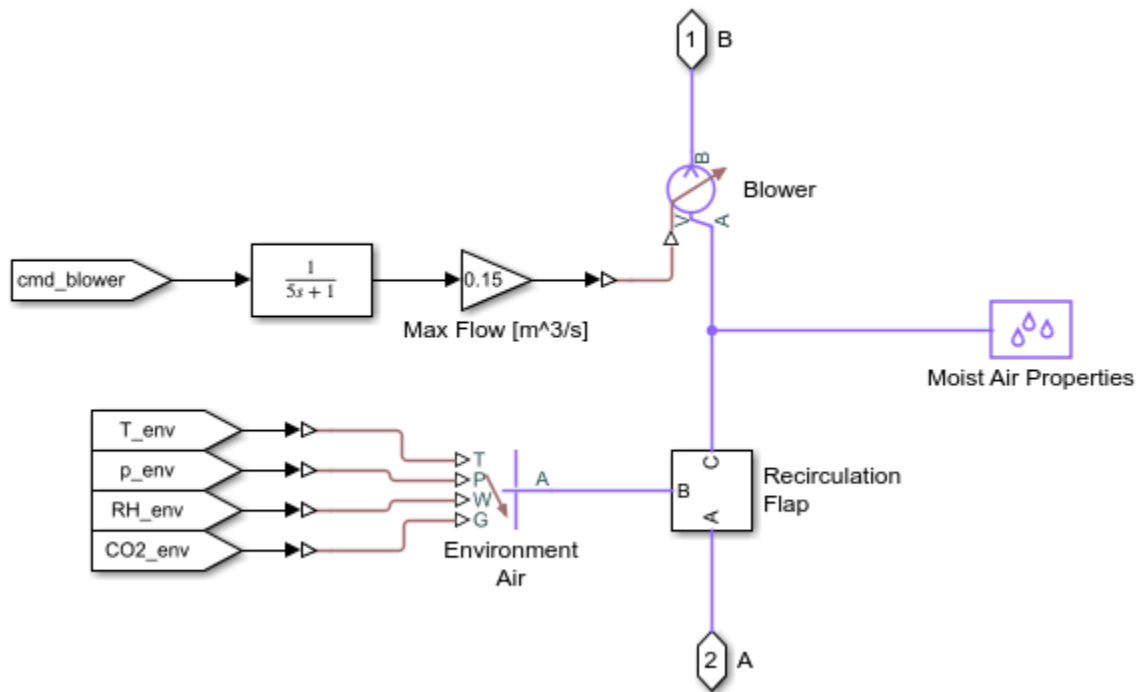 1 B
B
Blower
V A
cmd_blower
1
5s + 1
0.15
Max Flow [m^3/s]
Moist Air Properties
T_env
p_env
RH_env
CO2_env
T
P
W
G
A
Environment
Air
C
B
A
Recirculation
Flap
2 A